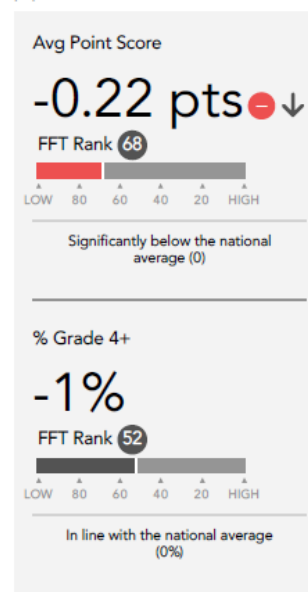 Avg Point Score
-0.22 pts
FFT Rank 68
LOW 80 60 40 20 HIGH
Significantly below the national
average (0)
% Grade 4+
-1%
FFT Rank 52
LOW 80 60 40 20 HIGH
In line with the national average
(0%)